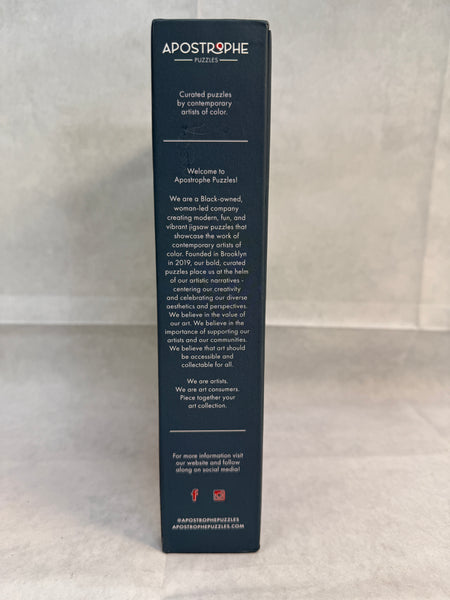 APOSTROPHE
PUZZLES
Curated puzzles
by contemporary
artists of color.
Welcome to
Apostrophe Puzzles!
We are a Black-owned,
woman-led company
creating modern, fun, and
vibrant jigsaw puzzles that
showcase the work of
contemporary artists of
color. Founded in Brooklyn
in 2019, our bold, curated
puzzles place us at the helm
of our artistic narratives -
centering our creativity
and celebrating our diverse
aesthetics and perspectives.
We believe in the value of
our art. We believe in the
importance of supporting our
artists and our communities.
We believe that art should
be accessible and
collectable for all.
We are artists.
We are art consumers.
Piece together your
art collection.
For more information visit
our website and follow
along on social media!
@APOSTROPHEPUZZLES
APOSTROPHEPUZZLES.COM